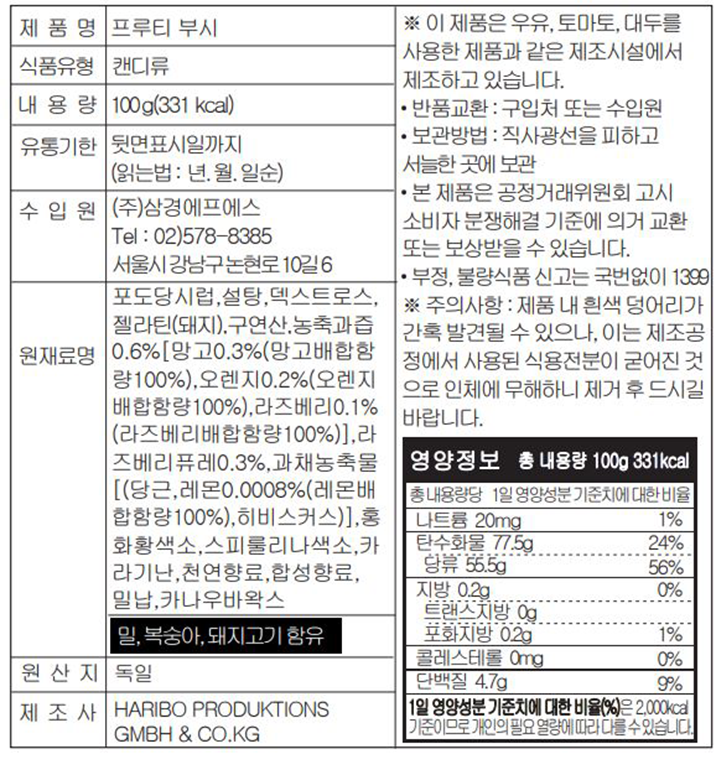 제 품 명 프루티 부시
식품유형 캔디류
내 용 량 100g(331 kcal)
유통기한 뒷면표시일까지
(읽는법 : 년. 월. 일순)
수 입 원 (주)삼경에프에스
Tel : 02)578-8385
서울시 강남구 논현로 10길 6
원재료명
포도당시럽,설탕,덱스트로스,
젤라틴(돼지),구연산,농축과즙
0.6%[망고0.3%(망고배합함
량100%),오렌지0.2%(오렌지
배합함량100%),라즈베리0.1%
(라즈베리배합함량100%)],라
즈베리퓨레0.3%,과채농축물
[(당근,레몬0.0008%(레몬배
합함량100%),히비스커스)],홍
화황색소,스피룰리나색소,카
라기난,천연향료,합성향료,
밀납,카나우바왁스
밀, 복숭아, 돼지고기 함유
원 산 지 독일
제 조 사 HARIBO PRODUKTIONS
GMBH & CO.KG
※ 이 제품은 우유, 토마토, 대두를
사용한 제품과 같은 제조시설에서
제조하고 있습니다.
• 반품교환 : 구입처 또는 수입원
• 보관방법 : 직사광선을 피하고
서늘한 곳에 보관
• 본 제품은 공정거래위원회 고시
소비자 분쟁해결 기준에 의거 교환
또는 보상받을 수 있습니다.
• 부정, 불량식품 신고는 국번없이 1399
※ 주의사항 : 제품 내 흰색 덩어리가
간혹 발견될 수 있으나, 이는 제조공
정에서 사용된 식용전분이 굳어진 것
으로 인체에 무해하니 제거 후 드시길
바랍니다.
영양정보 총 내용량 100g 331kcal
총 내용량당 1일 영양성분 기준치에 대한 비율
나트륨 20mg 1%
탄수화물 77.5g 24%
당류 55.5g 56%
지방 0.2g 0%
트랜스지방 0g
포화지방 0.2g 1%
콜레스테롤 0mg 0%
단백질 4.7g 9%
1일 영양성분 기준치에 대한 비율(%)은 2,000kcal
기준이므로 개인의 필요 열량에 따라 다를 수 있습니다.